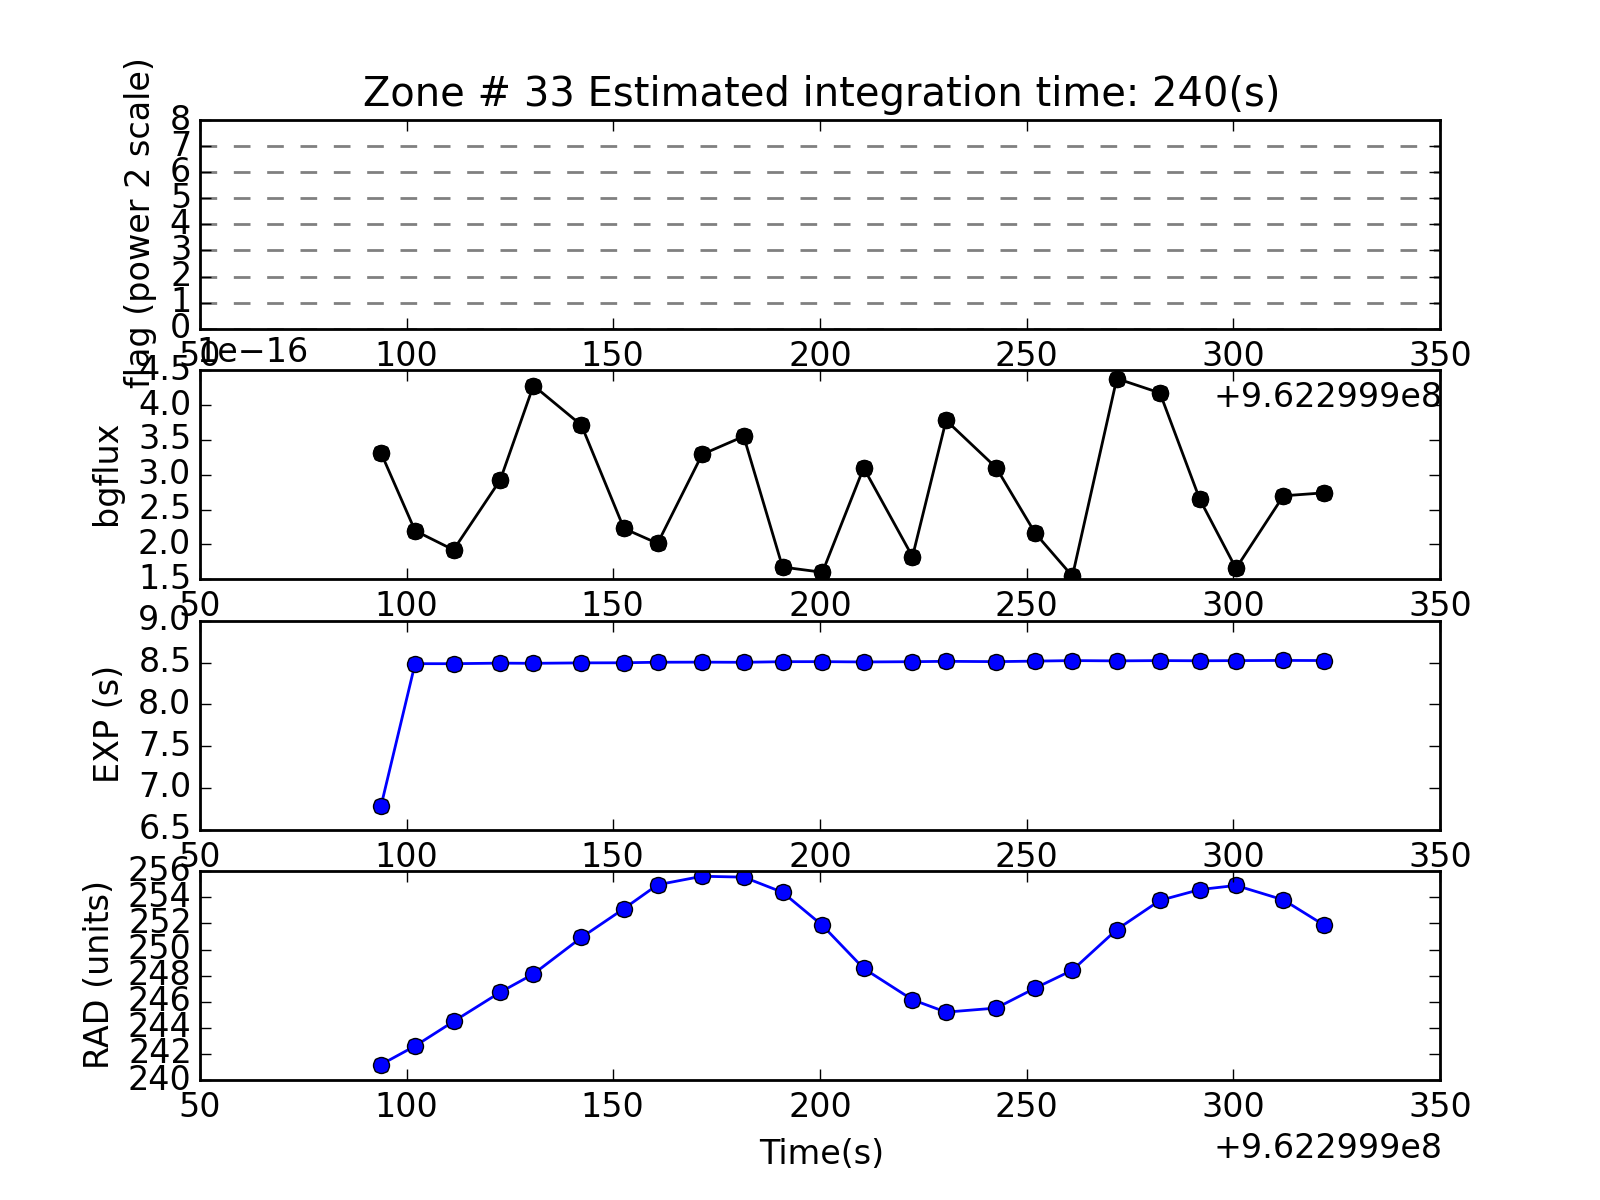 Zone # 33 Estimated integration time: 240(s)
flag (power 2 scale)
8
7
6
5
4
3
2
1
0
50 100 150 200 250 300 350
1e−16
+9.622999e8
bgflux
4.5
4.0
3.5
3.0
2.5
2.0
1.5
50 100 150 200 250 300 350
EXP (s)
9.0
8.5
8.0
7.5
7.0
6.5
50 100 150 200 250 300 350
RAD (units)
256
254
252
250
248
246
244
242
240
50 100 150 200 250 300 350
Time(s)
+9.622999e8